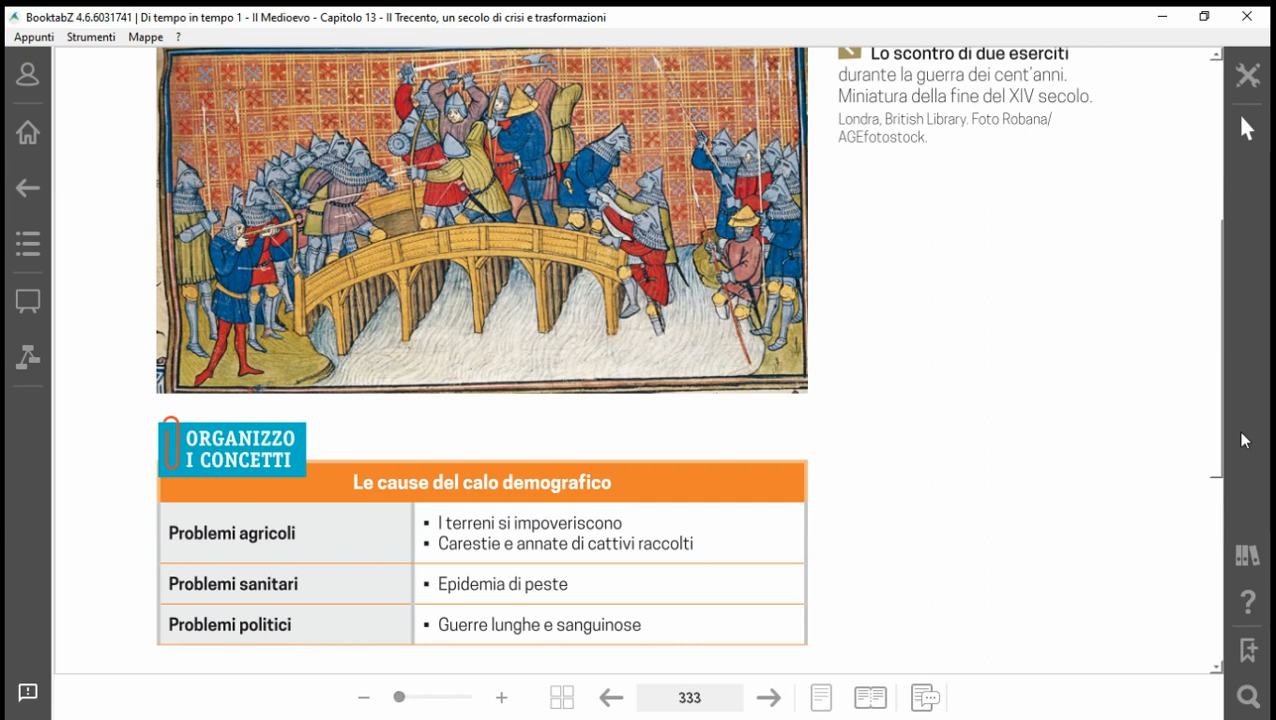 BooktabZ 4.6.6031741 | Di tempo in tempo 1 - Il Medioevo - Capitolo 13 - Il Trecento, un secolo di crisi e trasformazioni
Appunti Strumenti Mappe ?
Lo scontro di due eserciti
durante la guerra dei cent'anni.
Miniatura della fine del XIV secolo.
Londra, British Library. Foto Robana/
AGEfotostock.
ORGANIZZO
I CONCETTI
Le cause del calo demografico
Problemi agricoli
▪ I terreni si impoveriscono
▪ Carestie e annate di cattivi raccolti
Problemi sanitari
▪ Epidemia di peste
Problemi politici
▪ Guerre lunghe e sanguinose
333